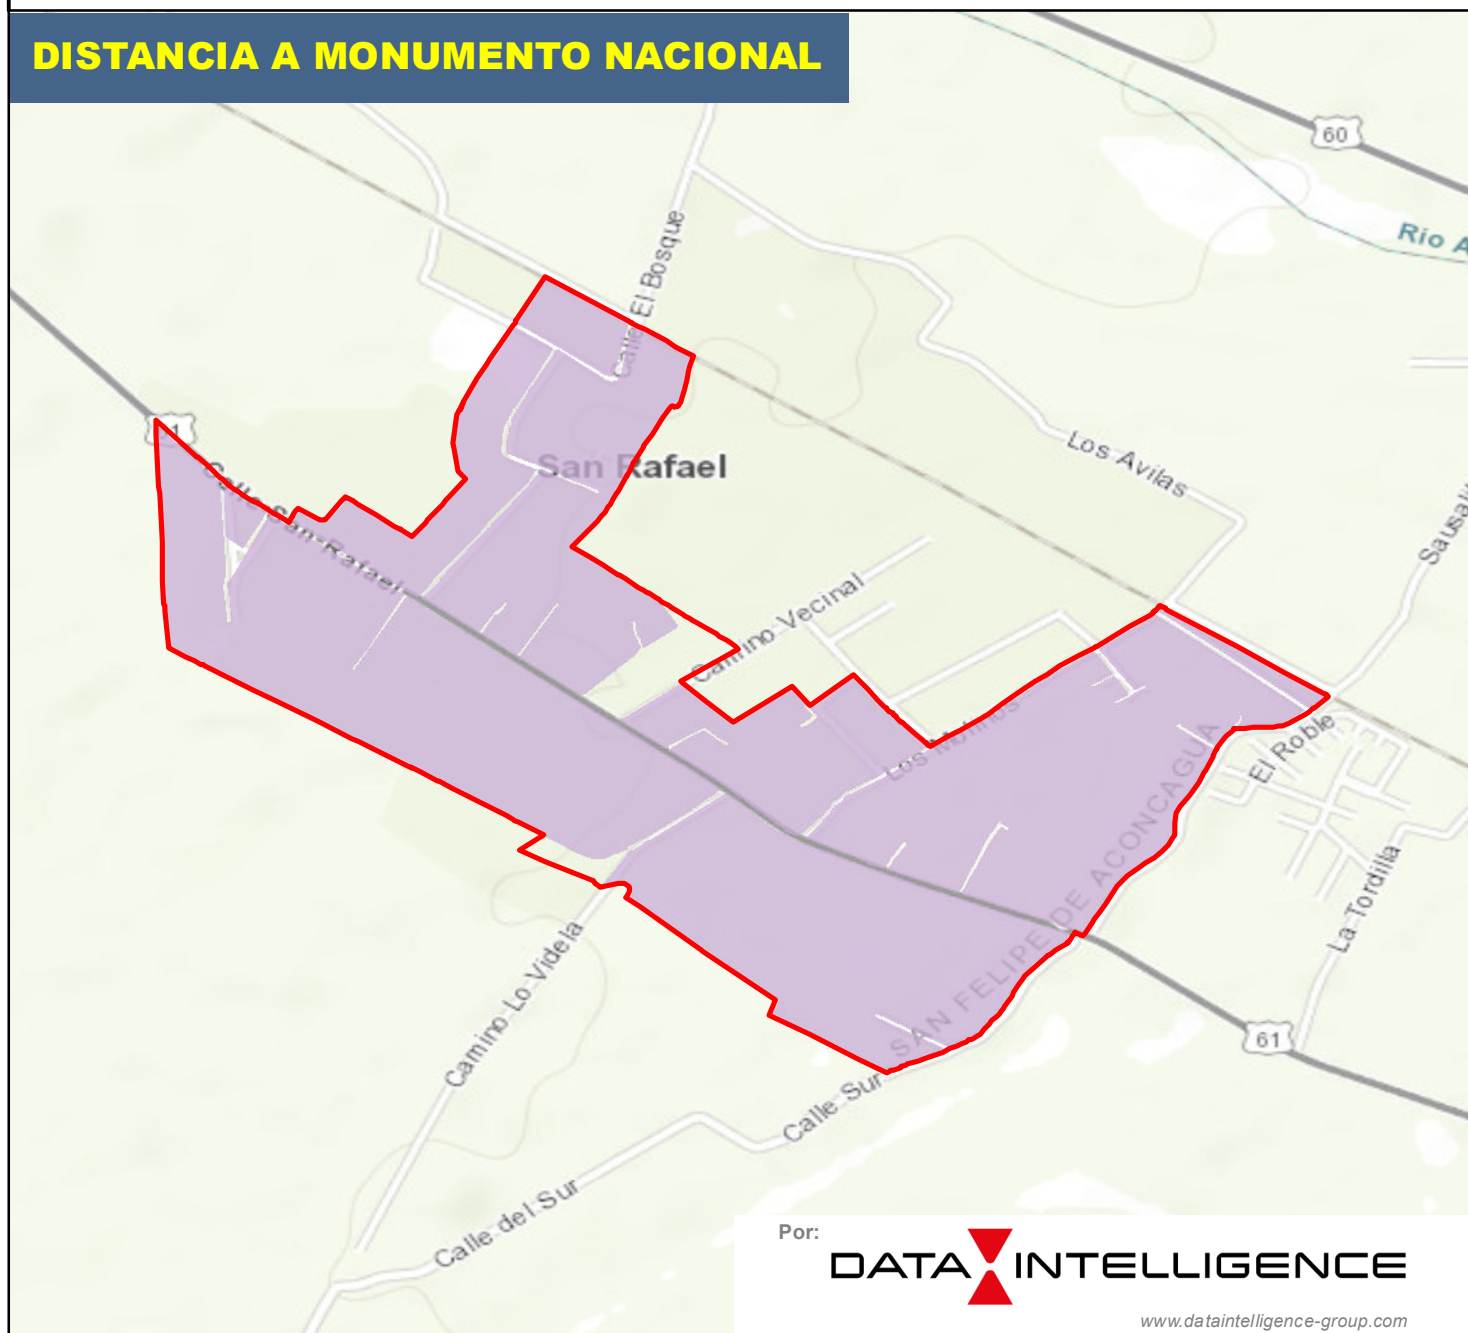 DISTANCIA A MONUMENTO NACIONAL
60
Río A
Calle El Bosque
Los Avilas
San Rafael
Calle San Rafael
Camino Vecinal
Los Molinos
El Roble
SAN FELIPE DE ACONCAGUA
La Tordilla
Camino Lo Videla
61
Calle Sur
Calle del Sur
Por:
DATA INTELLIGENCE
www.dataintelligence-group.com